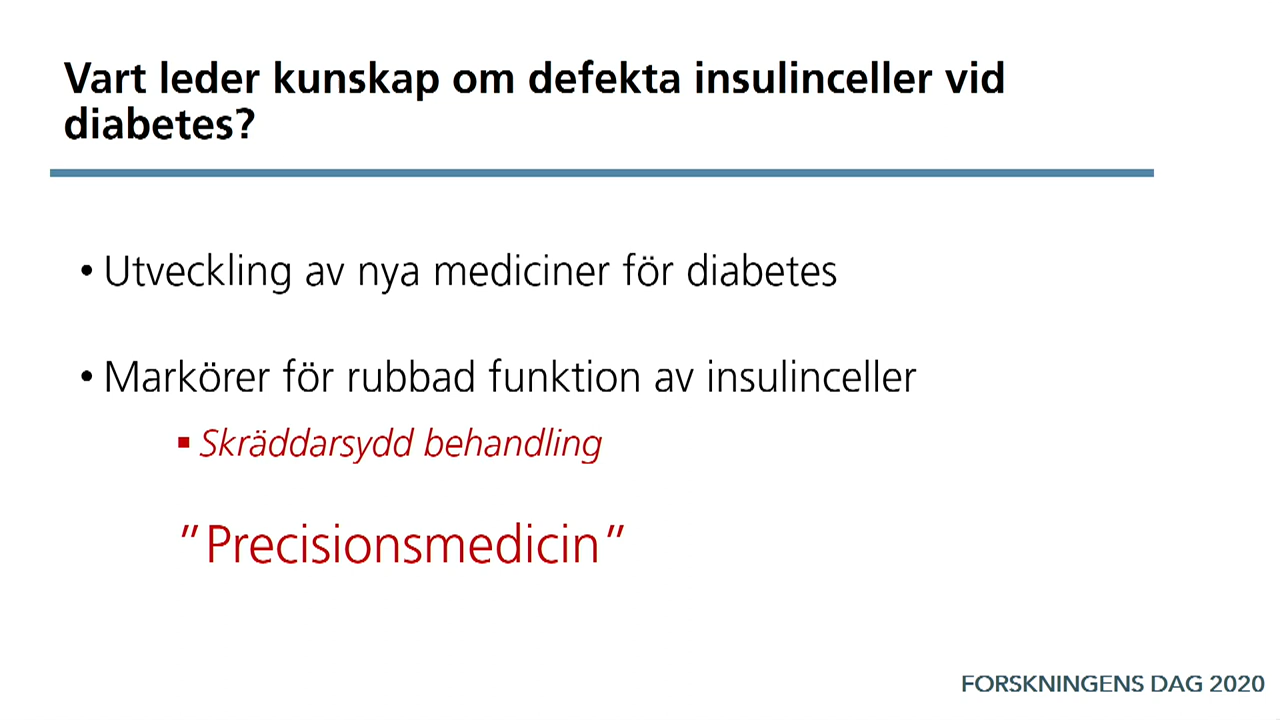 Vart leder kunskap om defekta insulinceller vid
diabetes?
• Utveckling av nya mediciner för diabetes
• Markörer för rubbad funktion av insulinceller
▪ Skräddarsydd behandling
”Precisionsmedicin”
FORSKNINGENS DAG 2020